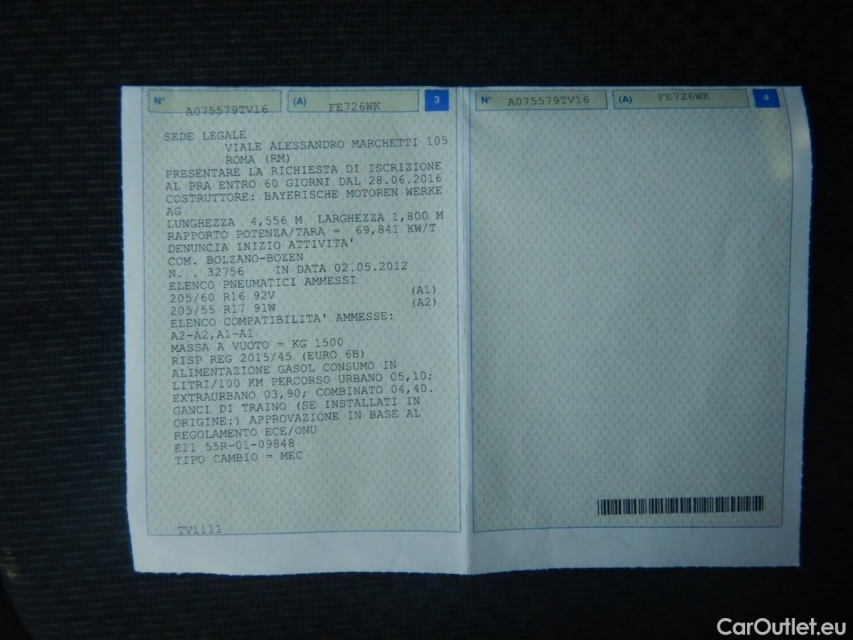 N° A075579TV16 (A) FE726WK 3
SEDE LEGALE
VIALE ALESSANDRO MARCHETTI 105
ROMA (RM)
PRESENTARE LA RICHIESTA DI ISCRIZIONE
AL PRA ENTRO 60 GIORNI DAL 28.06.2016
COSTRUTTORE: BAYERISCHE MOTOREN WERKE
AG
LUNGHEZZA 4,556 M LARGHEZZA 1,800 M
RAPPORTO POTENZA/TARA = 69,841 KW/T
DENUNCIA INIZIO ATTIVITA'
COM. BOLZANO-BOZEN
N. . 32756 IN DATA 02.05.2012
ELENCO PNEUMATICI AMMESSI
205/60 R16 92V (A1)
205/55 R17 91W (A2)
ELENCO COMPATIBILITA' AMMESSE:
A2-A2,A1-A1
MASSA A VUOTO = KG 1500
RISP REG 2015/45 (EURO 6B)
ALIMENTAZIONE GASOL CONSUMO IN
LITRI/100 KM PERCORSO URBANO 05,10;
EXTRAURBANO 03,90; COMBINATO 04,40.
GANCI DI TRAINO (SE INSTALLATI IN
ORIGINE:) APPROVAZIONE IN BASE AL
REGOLAMENTO ECE/ONU
E11 55R-01-09848
TIPO CAMBIO = MEC
TV1111
N° A075579TV16 (A) FE726WK 4
CarOutlet.eu